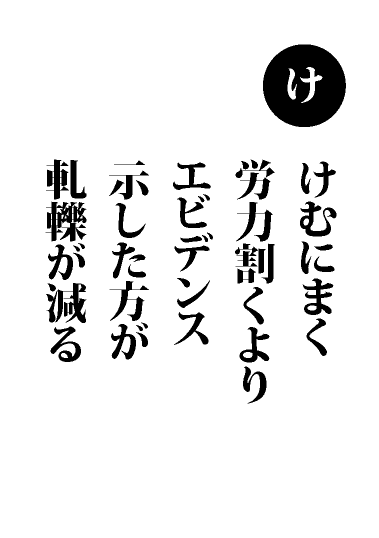 け
けむにまく
労力割くより
エビデンス
示した方が
軋轢が減る